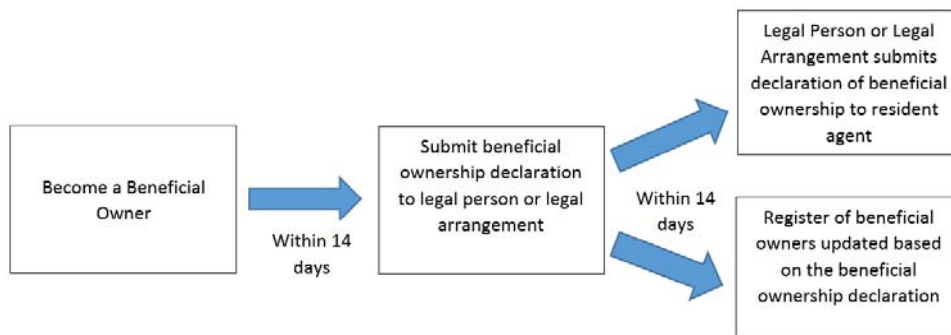 Become a Beneficial
Owner
Within 14
days
Submit beneficial
ownership declaration
to legal person or legal
arrangement
Within 14
days
Legal Person or Legal
Arrangement submits
declaration of beneficial
ownership to resident
agent
Register of beneficial
owners updated based
on the beneficial
ownership declaration